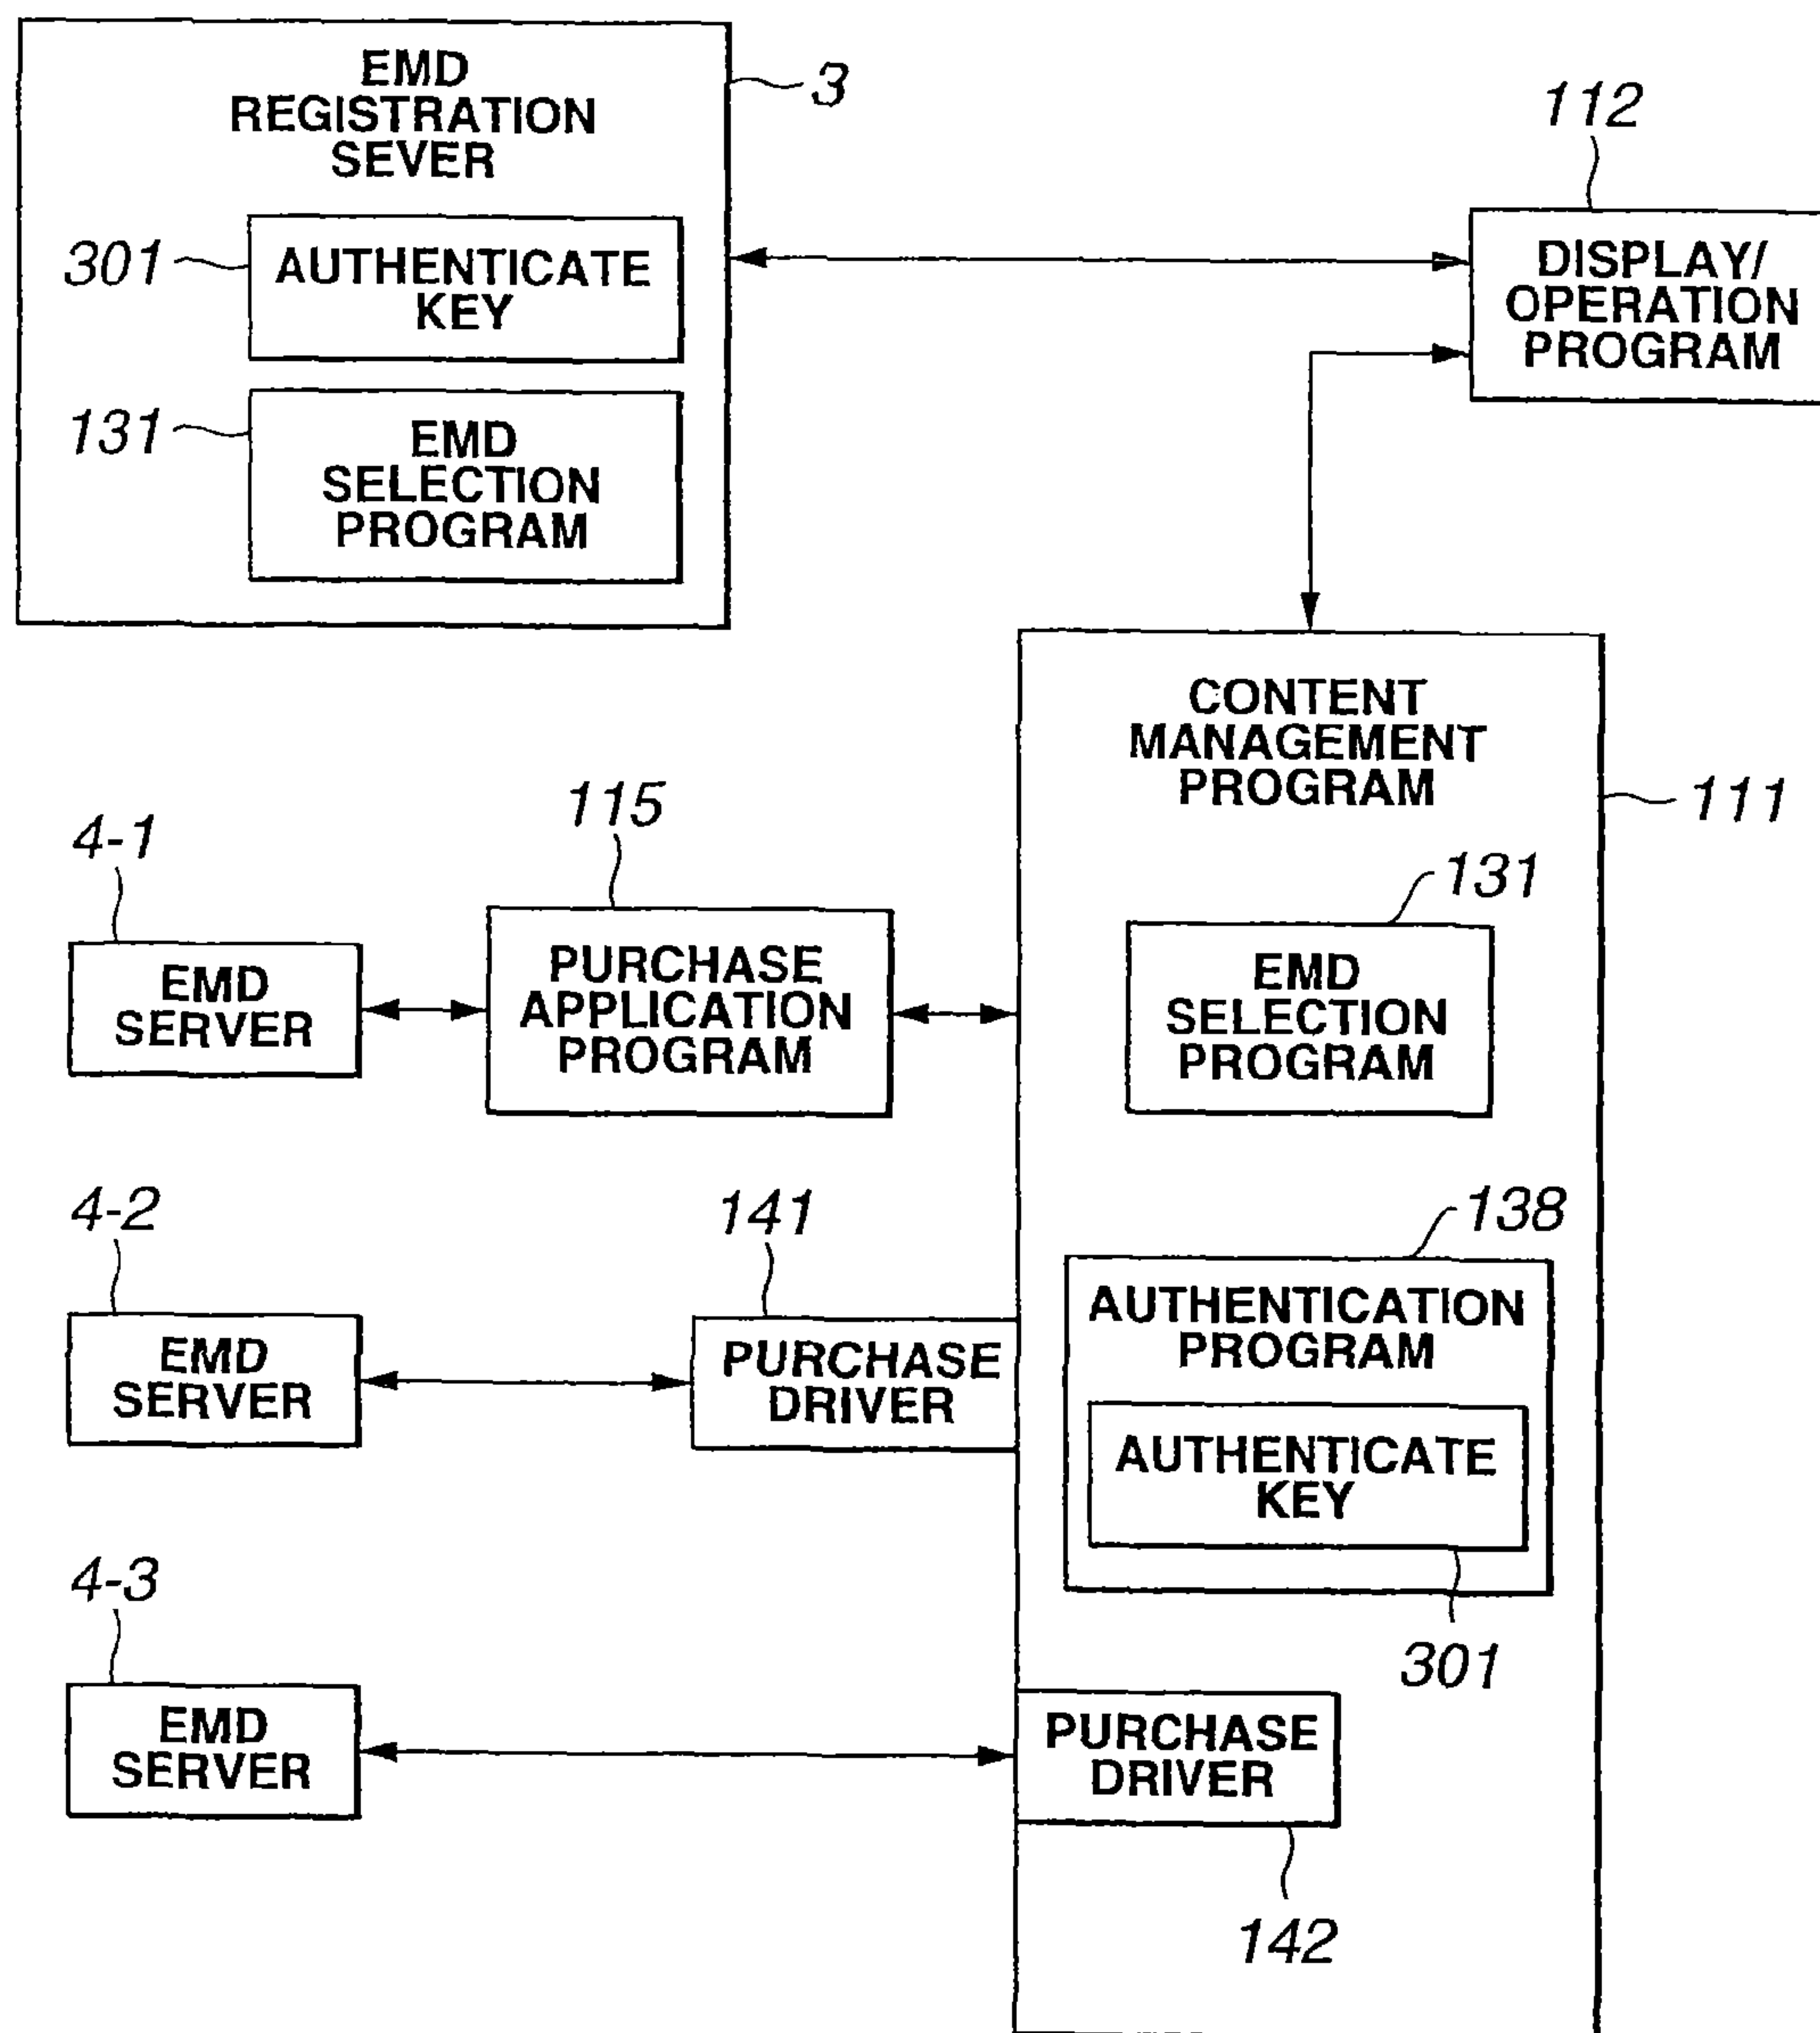 EMD
REGISTRATION
SEVER
3
301
AUTHENTICATE
KEY
131
EMD
SELECTION
PROGRAM
112
DISPLAY/
OPERATION
PROGRAM
CONTENT
MANAGEMENT
PROGRAM
111
4-1
EMD
SERVER
115
PURCHASE
APPLICATION
PROGRAM
131
EMD
SELECTION
PROGRAM
4-2
EMD
SERVER
141
PURCHASE
DRIVER
138
AUTHENTICATION
PROGRAM
AUTHENTICATE
KEY
301
4-3
EMD
SERVER
PURCHASE
DRIVER
142